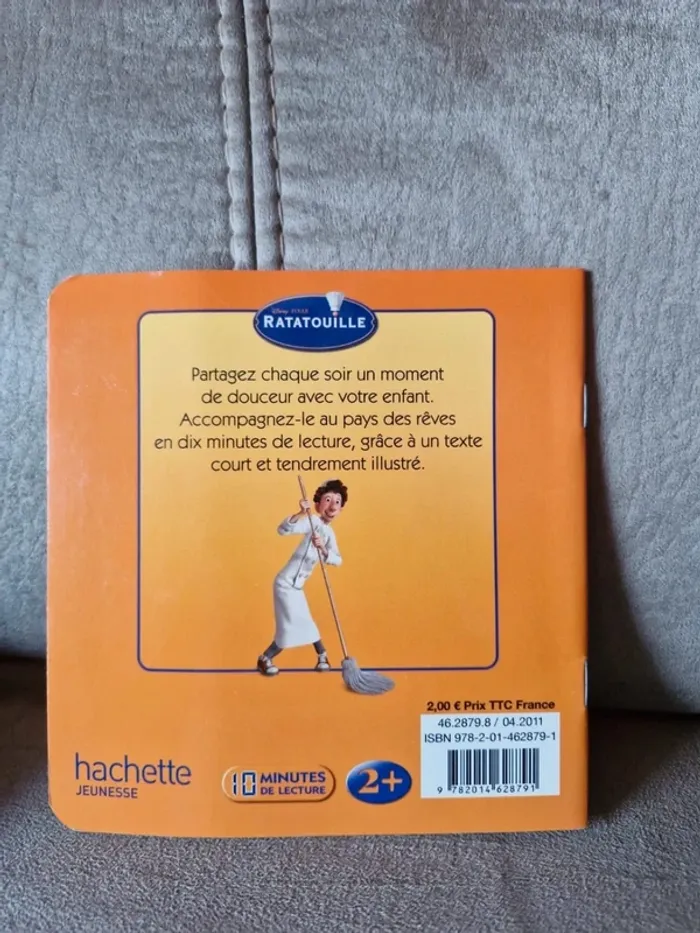 Disney PIXAR
RATATOUILLE
Partagez chaque soir un moment
de douceur avec votre enfant.
Accompagnez-le au pays des rêves
en dix minutes de lecture, grâce à un texte
court et tendrement illustré.
2,00 € Prix TTC France
46.2879.8 / 04.2011
ISBN 978-2-01-462879-1
9 782014 628791
hachette
JEUNESSE
10 MINUTES
DE LECTURE
2+